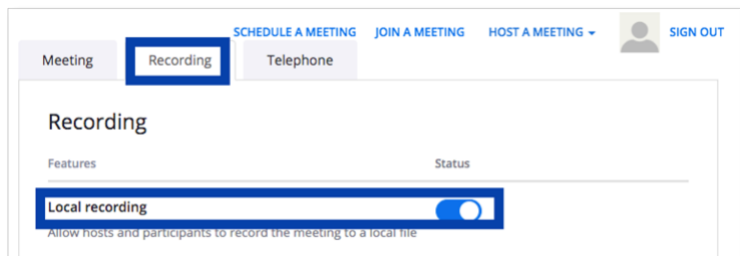 SCHEDULE A MEETING JOIN A MEETING HOST A MEETING SIGN OUT
Meeting Recording Telephone
Recording
Features Status
Local recording
Allow hosts and participants to record the meeting to a local file